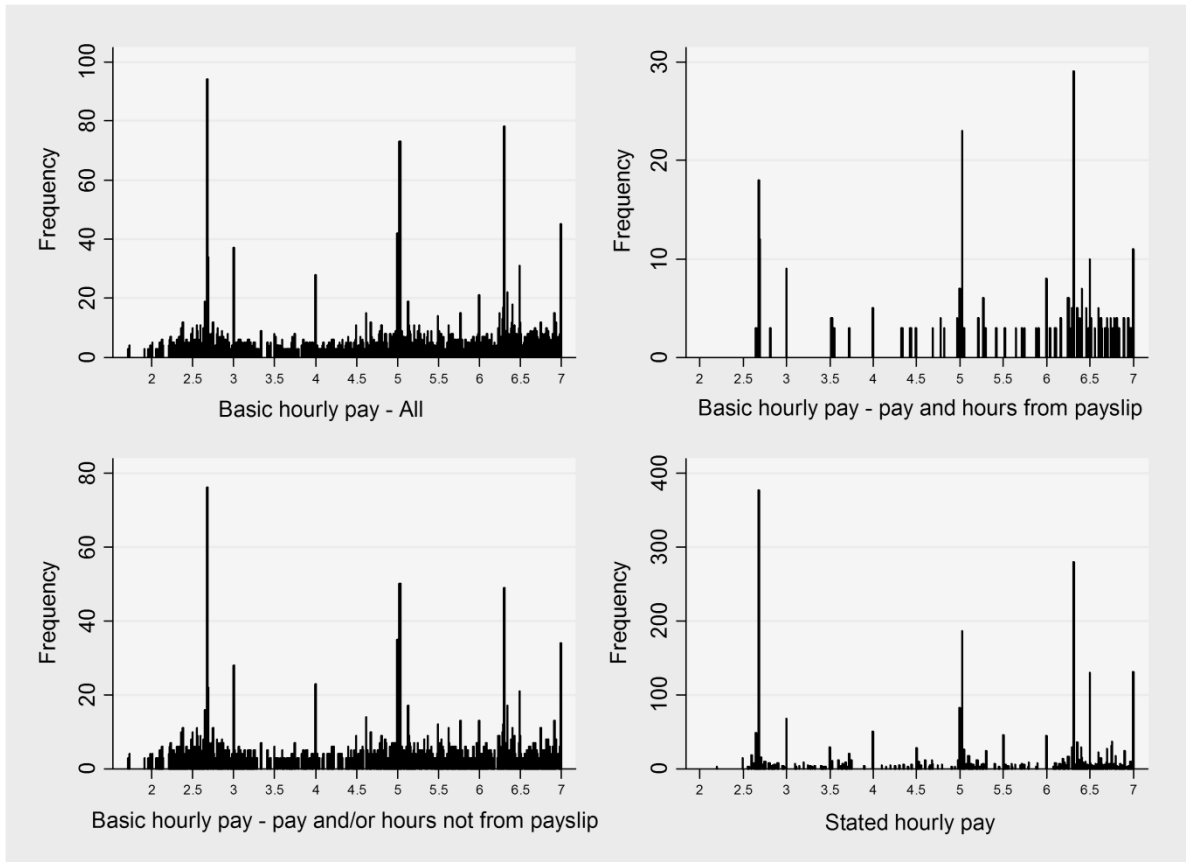 100
80
60
40
20
0
Frequency
2 2.5 3 3.5 4 4.5 5 5.5 6 6.5 7
Basic hourly pay - All
30
20
10
0
Frequency
2 2.5 3 3.5 4 4.5 5 5.5 6 6.5 7
Basic hourly pay - pay and hours from payslip
80
60
40
20
0
Frequency
2 2.5 3 3.5 4 4.5 5 5.5 6 6.5 7
Basic hourly pay - pay and/or hours not from payslip
400
300
200
100
0
Frequency
2 2.5 3 3.5 4 4.5 5 5.5 6 6.5 7
Stated hourly pay